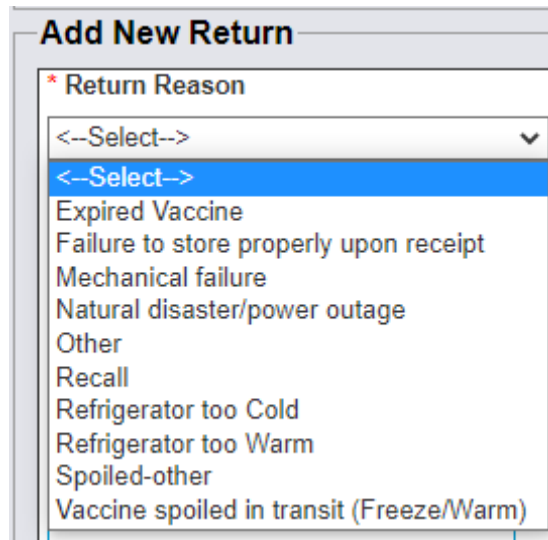 Add New Return
* Return Reason
<--Select-->
<--Select-->
Expired Vaccine
Failure to store properly upon receipt
Mechanical failure
Natural disaster/power outage
Other
Recall
Refrigerator too Cold
Refrigerator too Warm
Spoiled-other
Vaccine spoiled in transit (Freeze/Warm)